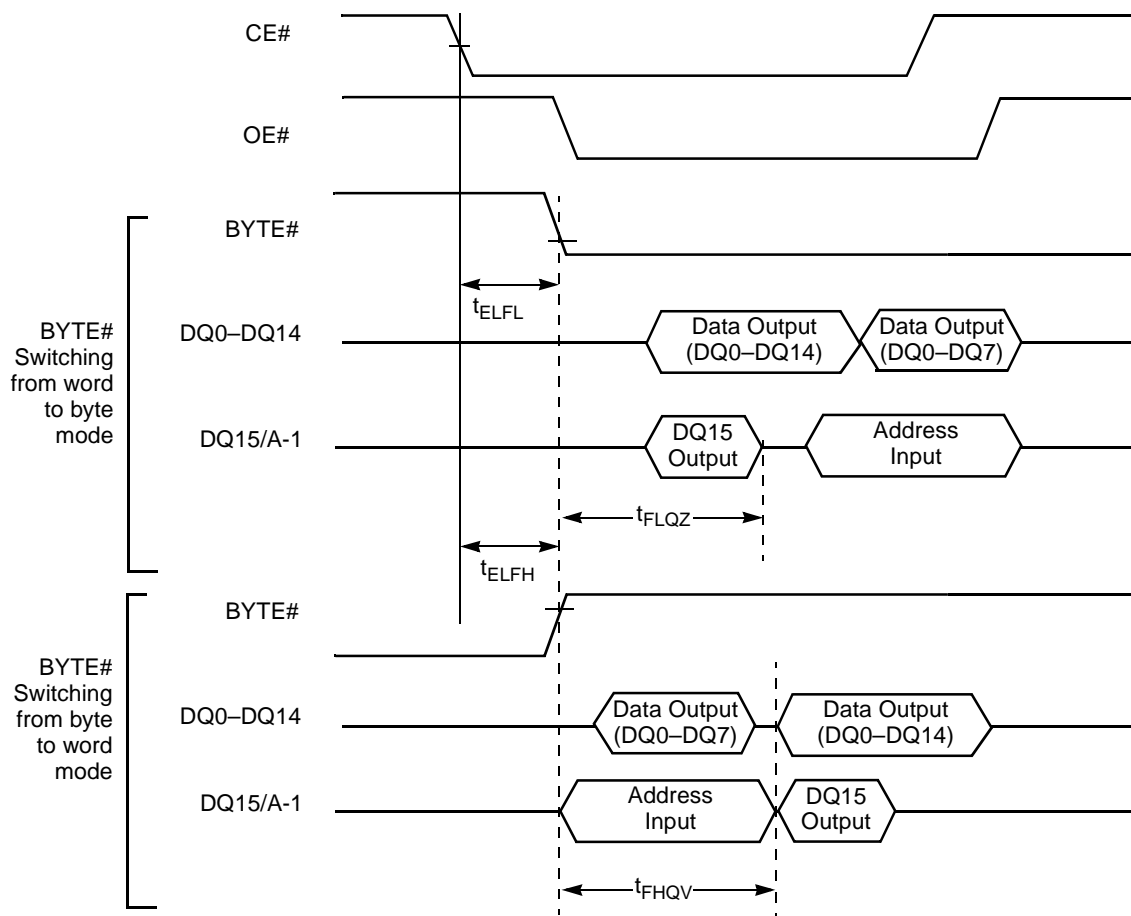 CE#
OE#
BYTE#
tELFL
BYTE#
Switching
from word
to byte
mode
DQ0–DQ14
Data Output
(DQ0–DQ14)
Data Output
(DQ0–DQ7)
DQ15/A-1
DQ15
Output
Address
Input
tFLQZ
tELFH
BYTE#
BYTE#
Switching
from byte
to word
mode
DQ0–DQ14
Data Output
(DQ0–DQ7)
Data Output
(DQ0–DQ14)
DQ15/A-1
Address
Input
DQ15
Output
tFHQV